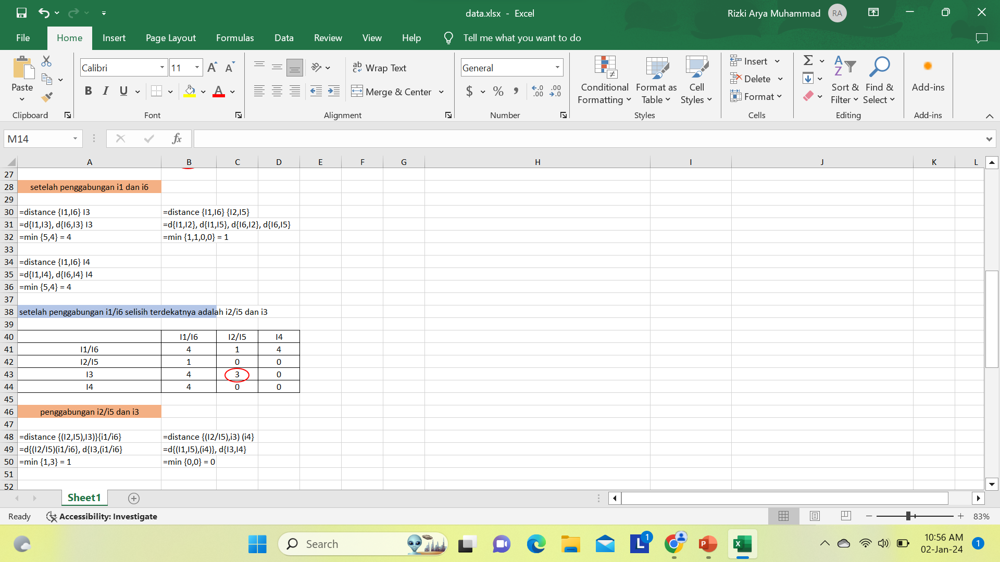 data.xlsx - Excel
Rizki Arya Muhammad RA
File Home Insert Page Layout Formulas Data Review View Help Tell me what you want to do
Calibri 11 ab Wrap Text General Insert
Paste Merge & Center Conditional Formatting Format as Table Cell Styles Delete Sort & Filter Find & Select Add-ins
B I U A $ % Format
Clipboard Font Alignment Number Styles Cells Editing Add-ins
M14 fx
A B C D E F G H I J K L
27
28 setelah penggabungan i1 dan i6
29
30 =distance {I1,I6} I3 =distance {I1,I6} {I2,I5}
31 =d{I1,I3}, d{I6,I3} I3 =d{I1,I2}, d{I1,I5}, d{I6,I2}, d{I6,I5}
32 =min {5,4} = 4 =min {1,1,0,0} = 1
33
34 =distance {I1,I6} I4
35 =d{I1,I4}, d{I6,I4} I4
36 =min {5,4} = 4
37
38 setelah penggabungan i1/i6 selisih terdekatnya adalah i2/i5 dan i3
39
40 I1/I6 I2/I5 I4
41 I1/I6 4 1 4
42 I2/I5 1 0 0
43 I3 4 3 0
44 I4 4 0 0
45
46 penggabungan i2/i5 dan i3
47
48 =distance {(I2,I5),I3)}{i1/i6} =distance {(I2/I5),i3) (i4}
49 =d{(I2/I5)(i1/i6}, d{I3,(i1/i6} =d{(I1,I5),(i4)}, d{I3,I4}
50 =min {1,3} = 1 =min {0,0} = 0
51
52
Sheet1
Ready Accessibility: Investigate 83%
Search 1 10:56 AM
02-Jan-24 1